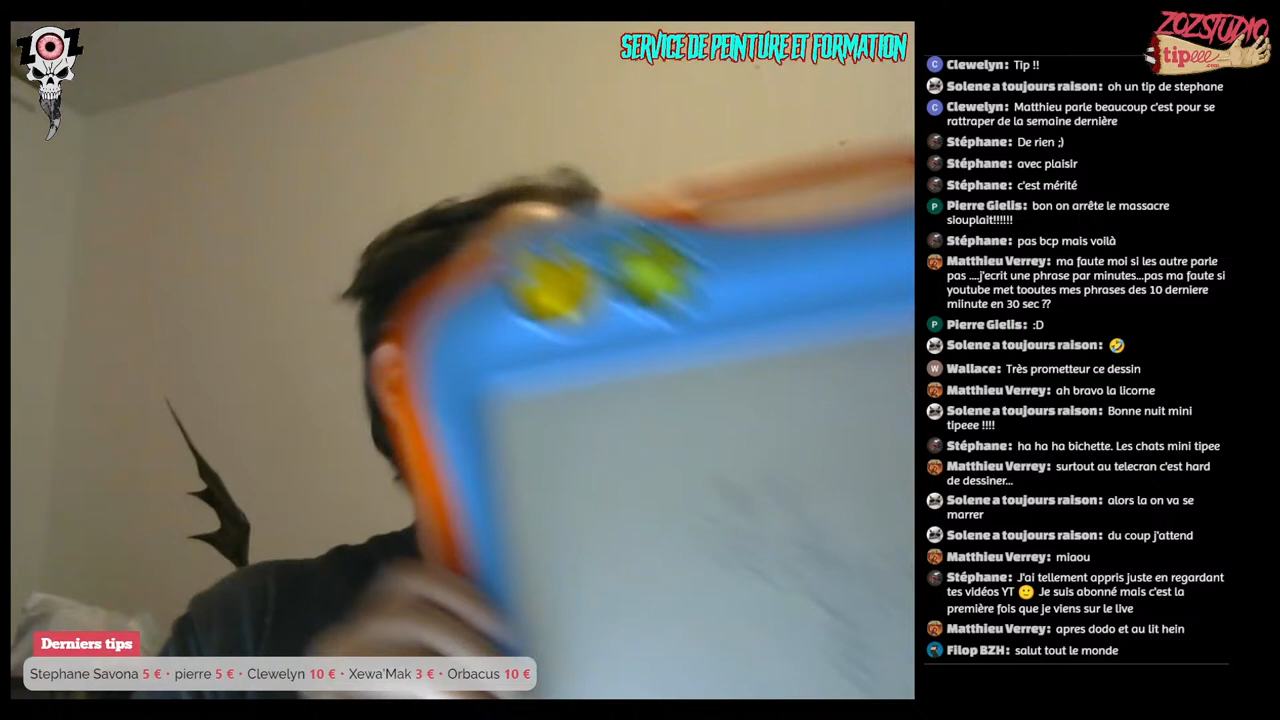 SERVICE DE PEINTURE ET FORMATION
ZOZSTUDIO
tipeee
.com
Clewelyn: Tip !!
Solene a toujours raison: oh un tip de stephane
Clewelyn: Matthieu parle beaucoup c'est pour se
rattraper de la semaine dernière
Stéphane: De rien ;)
Stéphane: avec plaisir
Stéphane: c'est mérité
P Pierre Gielis: bon on arrête le massacre
siouplait!!!!!!
Stéphane: pas bcp mais voilà
Matthieu Verrey: ma faute moi si les autre parle
pas ....j'ecrit une phrase par minutes...pas ma faute si
youtube met tooutes mes phrases des 10 derniere
miinute en 30 sec ??
P Pierre Gielis: :D
Solene a toujours raison: 🤣
W Wallace: Très prometteur ce dessin
Matthieu Verrey: ah bravo la licorne
Solene a toujours raison: Bonne nuit mini
tipeee !!!!
Stéphane: ha ha ha bichette. Les chats mini tipee
Matthieu Verrey: surtout au telecran c'est hard
de dessiner...
Solene a toujours raison: alors la on va se
marrer
Solene a toujours raison: du coup j'attend
Matthieu Verrey: miaou
Stéphane: J'ai tellement appris juste en regardant
tes vidéos YT 🙂 Je suis abonné mais c'est la
première fois que je viens sur le live
Matthieu Verrey: apres dodo et au lit hein
Filop BZH: salut tout le monde
Derniers tips
Stephane Savona 5 € • pierre 5 € • Clewelyn 10 € • Xewa'Mak 3 € • Orbacus 10 €